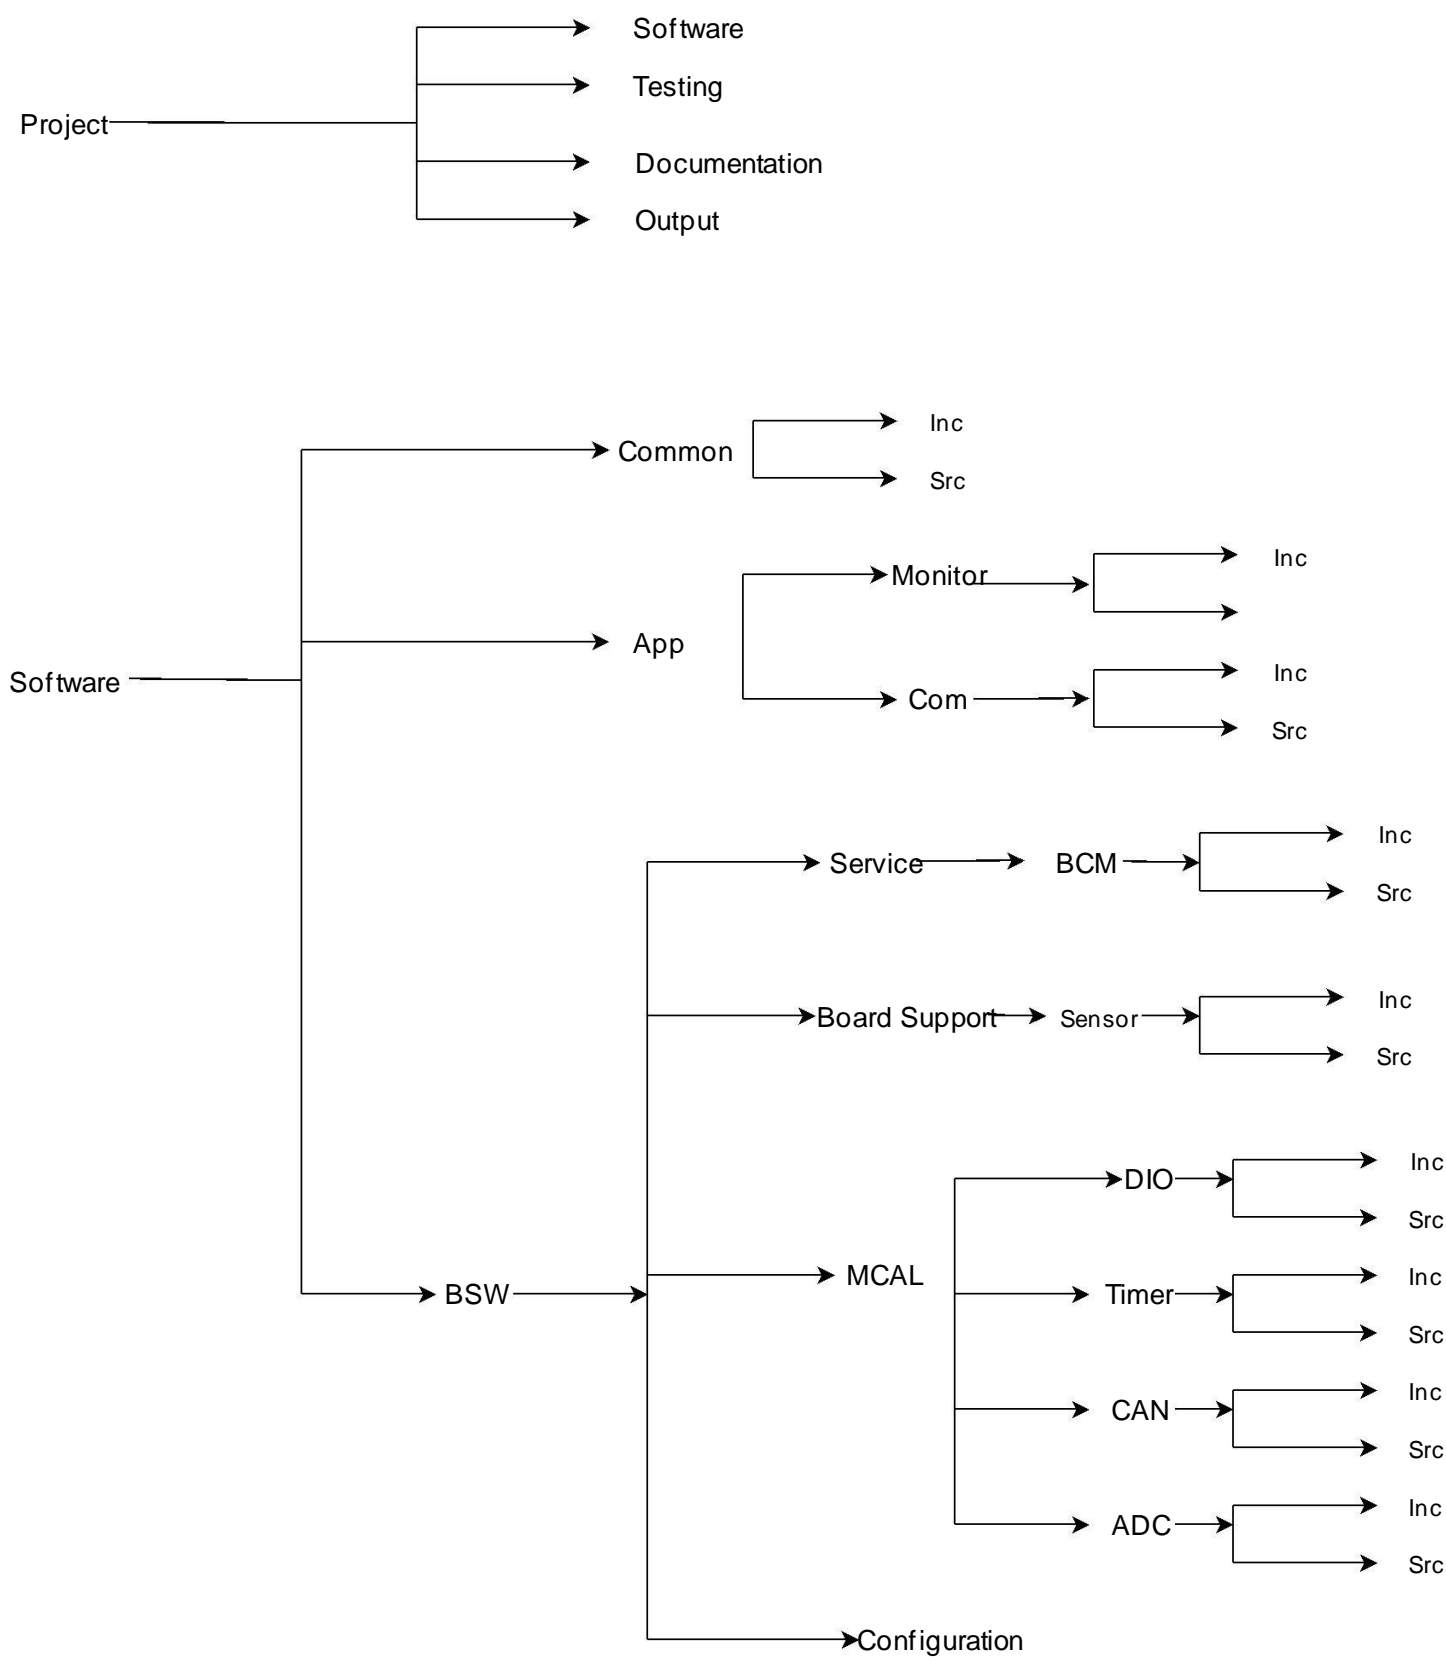 Software
Testing
Project
Documentation
Output
Inc
Common
Src
Inc
Monitor
App
Inc
Software
Com
Src
Inc
Service
BCM
Src
Inc
Board Support
Sensor
Src
Inc
DIO
Src
MCAL
Inc
BSW
Timer
Src
Inc
CAN
Src
Inc
ADC
Src
Configuration